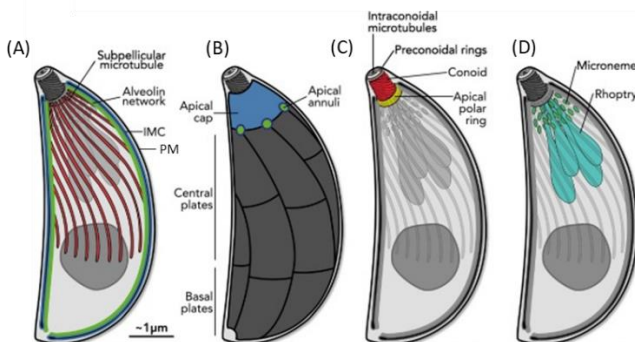 (A)
Subpellicular
microtubule
Alveolin
network
IMC
PM
~1μm
(B)
Apical
cap
Apical
annuli
Central
plates
Basal
plates
(C)
Intraconoidal
microtubules
Preconoidal rings
Conoid
Apical
polar
ring
(D)
Microneme
Rhoptry